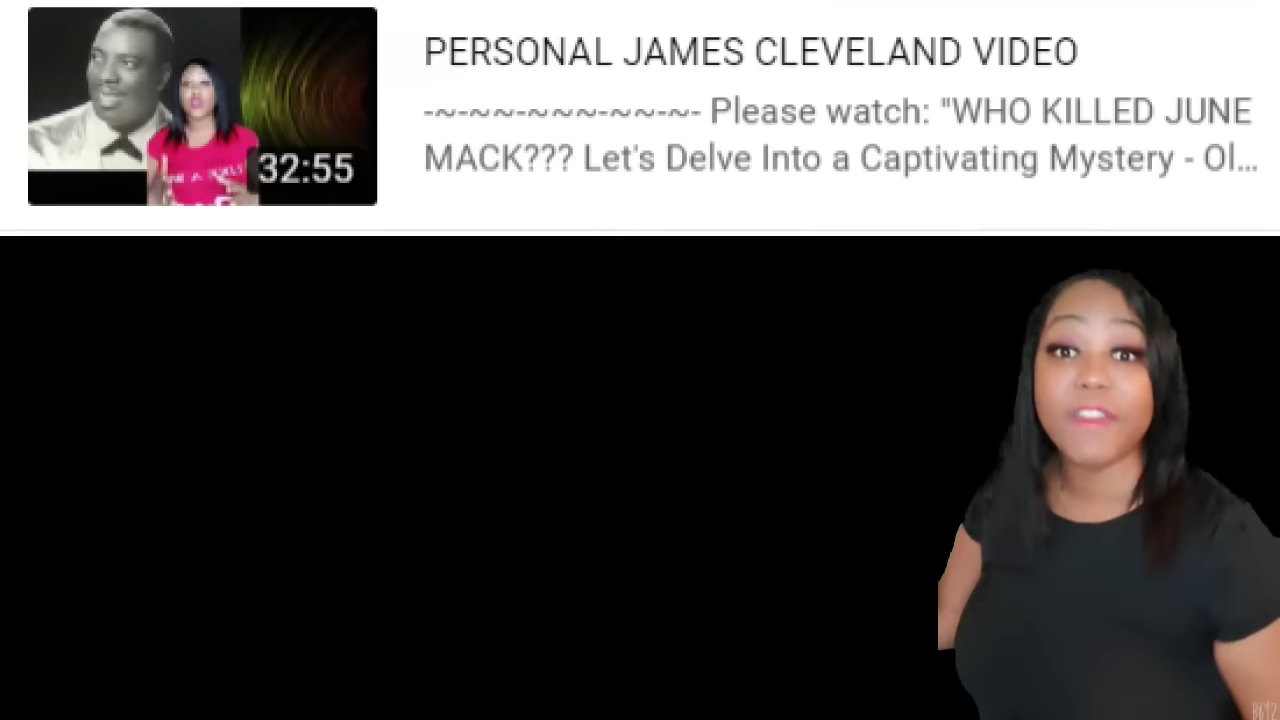 PERSONAL JAMES CLEVELAND VIDEO
-~-~~-~~~-~~-~- Please watch: "WHO KILLED JUNE
MACK??? Let's Delve Into a Captivating Mystery - Ol...
32:55